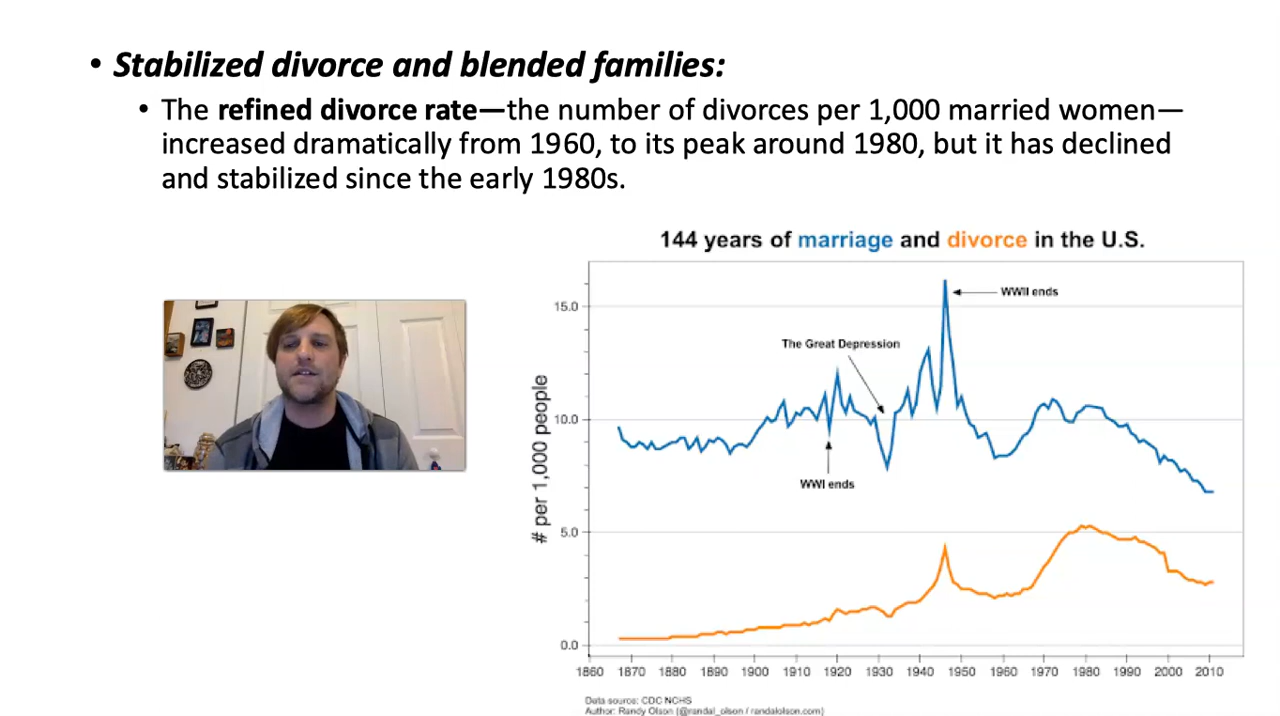 • Stabilized divorce and blended families:
• The refined divorce rate—the number of divorces per 1,000 married women—
increased dramatically from 1960, to its peak around 1980, but it has declined
and stabilized since the early 1980s.
144 years of marriage and divorce in the U.S.
# per 1,000 people
15.0
10.0
5.0
0.0
WWII ends
The Great Depression
WWI ends
1860 1870 1880 1890 1900 1910 1920 1930 1940 1950 1960 1970 1980 1990 2000 2010
Data source: CDC NCHS
Author: Randy Olson (@randal_olson / randalolson.com)